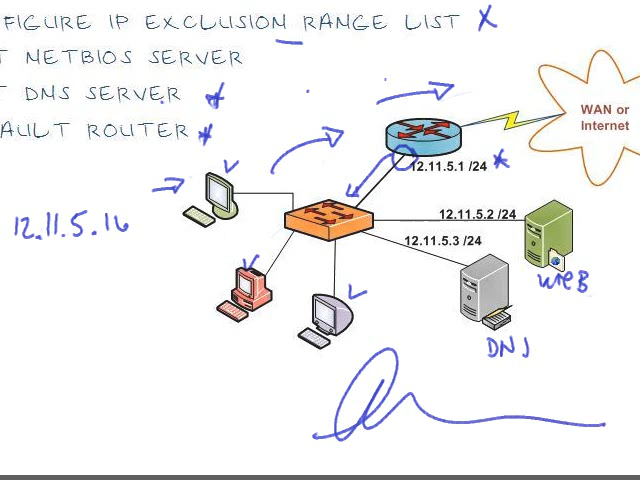 FIGURE IP EXCLUSION RANGE LIST
T NETBIOS SERVER
T DNS SERVER
AULT ROUTER
WAN or
Internet
12.11.5.1 /24
12.11.5.16
12.11.5.2 /24
12.11.5.3 /24
WEB
DNS